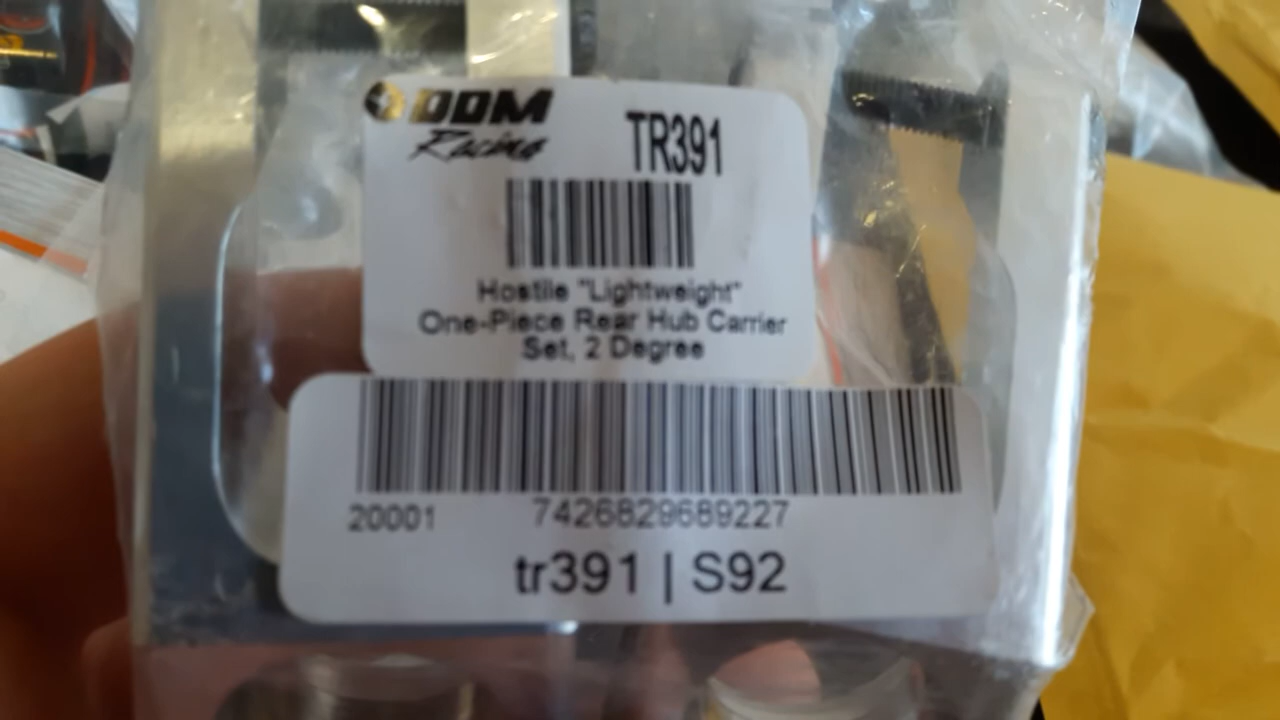 DDM
Racing
TR391
Hostile "Lightweight"
One-Piece Rear Hub Carrier
Set, 2 Degree
20001 7426829689227
tr391 | S92